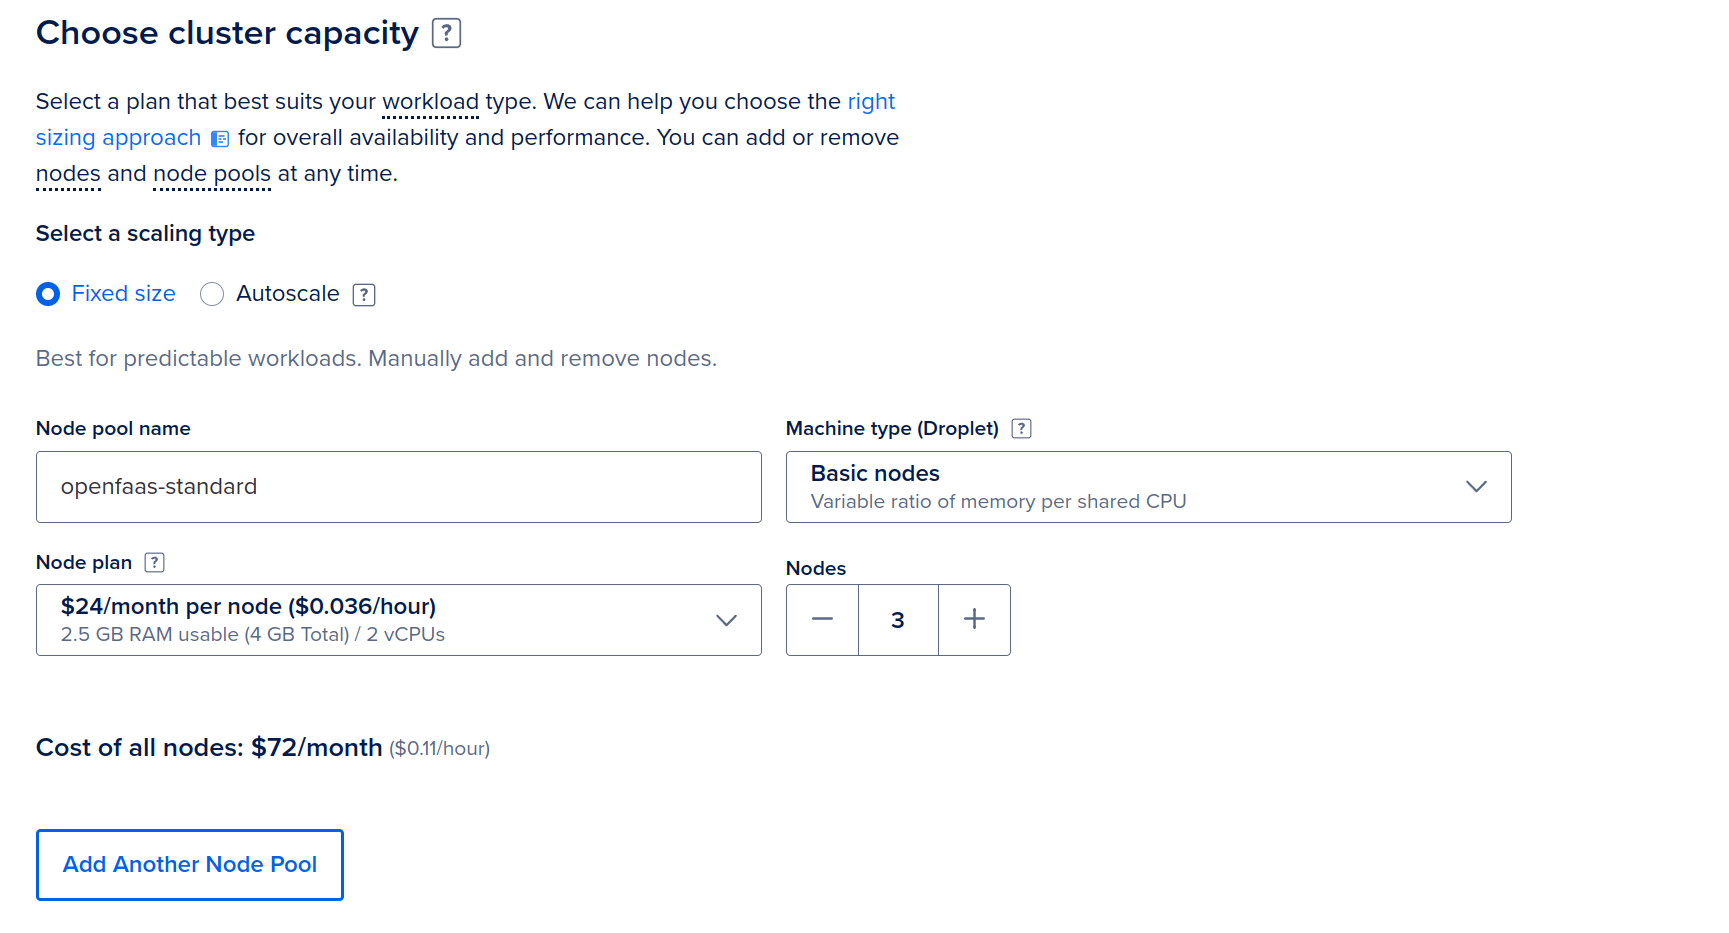 Choose cluster capacity ?
Select a plan that best suits your workload type. We can help you choose the right
sizing approach for overall availability and performance. You can add or remove
nodes and node pools at any time.
Select a scaling type
Fixed size Autoscale ?
Best for predictable workloads. Manually add and remove nodes.
Node pool name
openfaas-standard
Machine type (Droplet) ?
Basic nodes
Variable ratio of memory per shared CPU
Node plan ?
$24/month per node ($0.036/hour)
2.5 GB RAM usable (4 GB Total) / 2 vCPUs
Nodes
3
Cost of all nodes: $72/month ($0.11/hour)
Add Another Node Pool